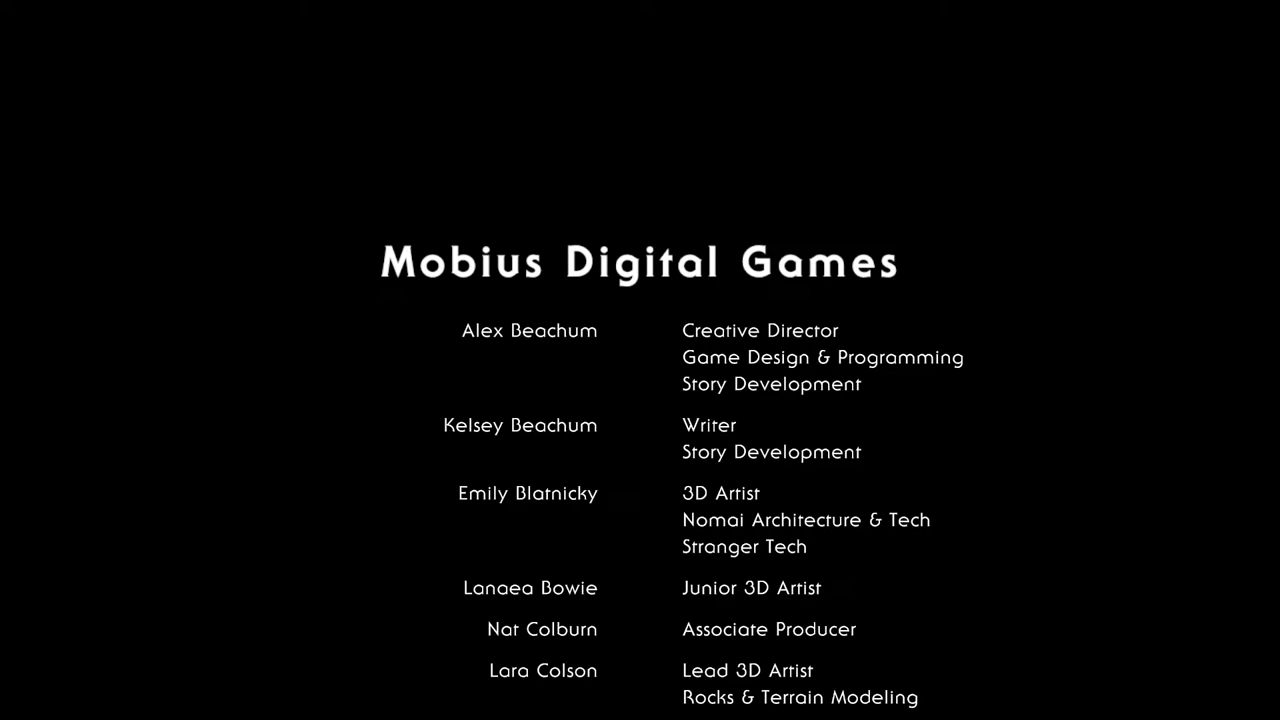 Mobius Digital Games
Alex Beachum Creative Director
Game Design & Programming
Story Development
Kelsey Beachum Writer
Story Development
Emily Blatnicky 3D Artist
Nomai Architecture & Tech
Stranger Tech
Lanaea Bowie Junior 3D Artist
Nat Colburn Associate Producer
Lara Colson Lead 3D Artist
Rocks & Terrain Modeling